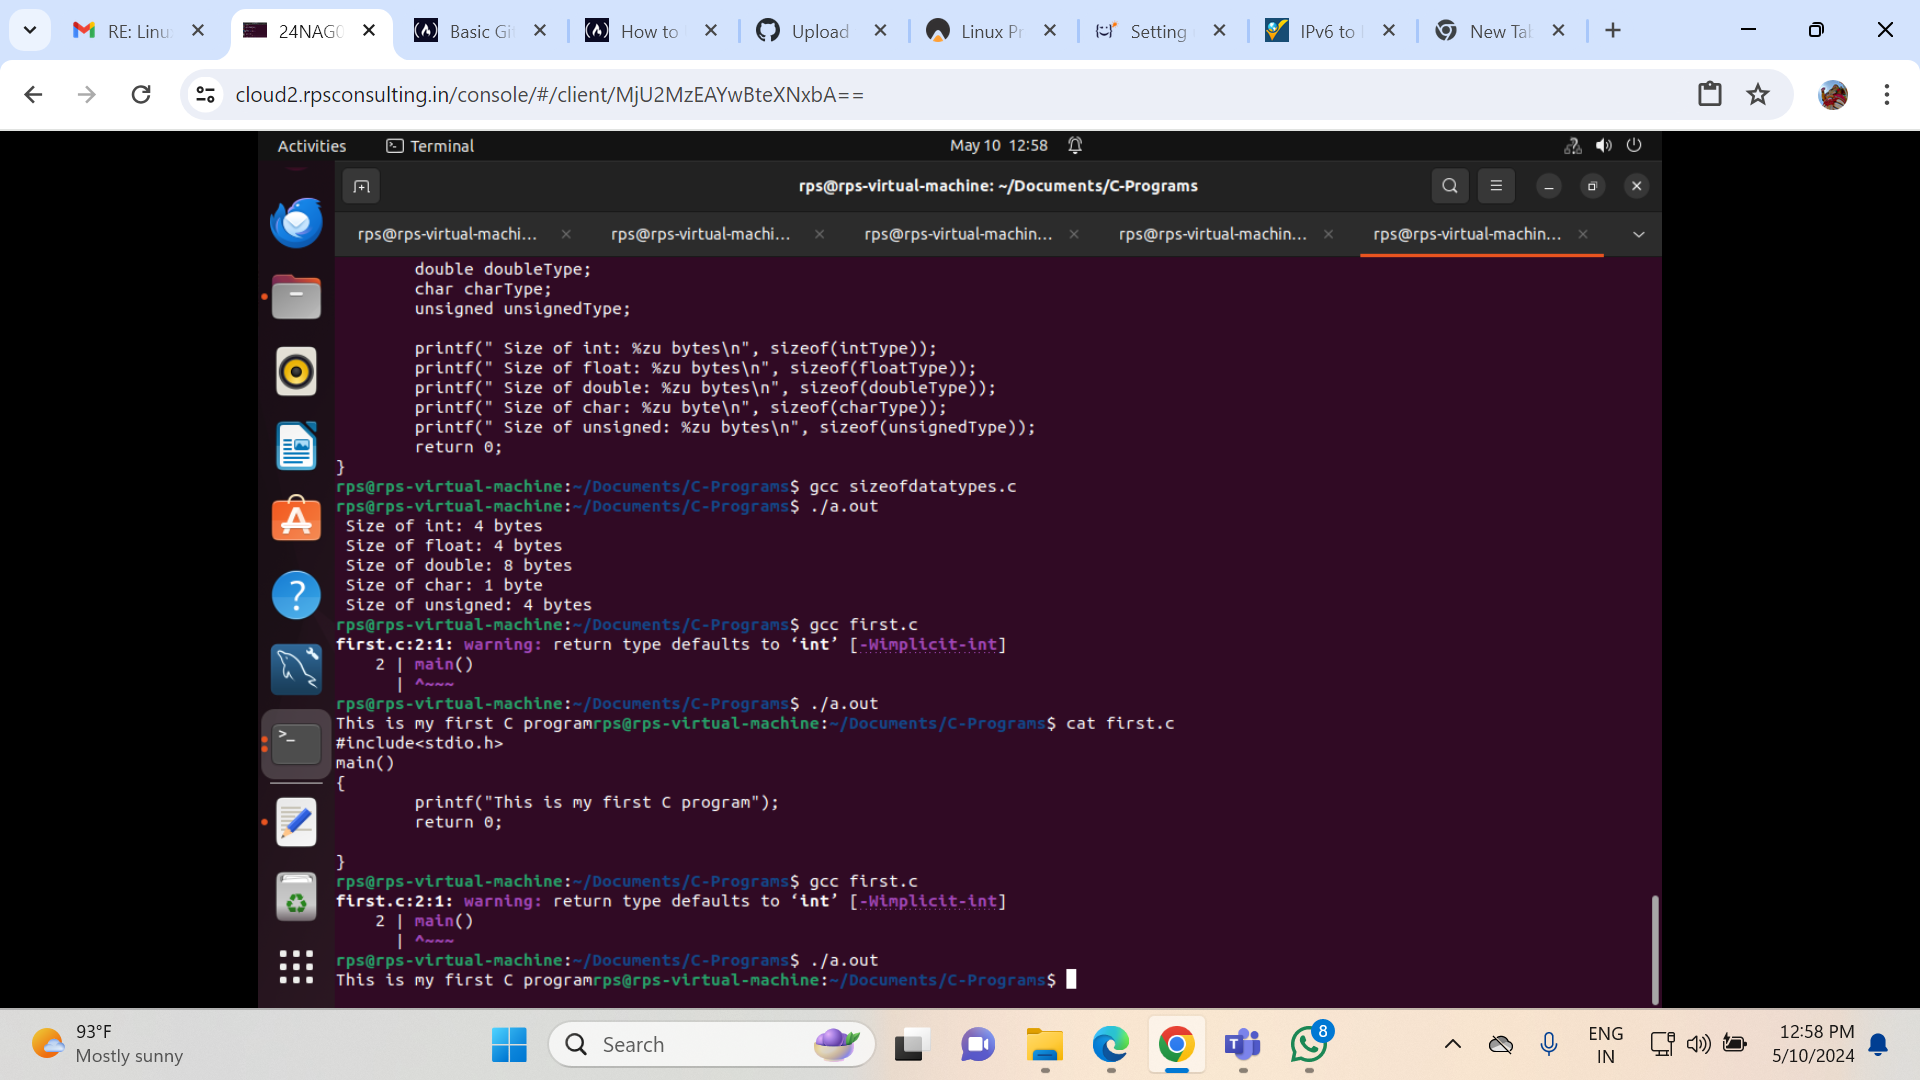 RE: Linu
24NAG0
Basic Gi
How to
Upload
Linux Pr
Setting
IPv6 to
New Tab
cloud2.rpsconsulting.in/console/#/client/MjU2MzEAYwBteXNxbA==
Activities
Terminal
May 10 12:58
rps@rps-virtual-machine: ~/Documents/C-Programs
rps@rps-virtual-machi...
rps@rps-virtual-machi...
rps@rps-virtual-machin...
rps@rps-virtual-machin...
rps@rps-virtual-machin...
double doubleType;
char charType;
unsigned unsignedType;
printf(" Size of int: %zu bytes\n", sizeof(intType));
printf(" Size of float: %zu bytes\n", sizeof(floatType));
printf(" Size of double: %zu bytes\n", sizeof(doubleType));
printf(" Size of char: %zu byte\n", sizeof(charType));
printf(" Size of unsigned: %zu bytes\n", sizeof(unsignedType));
return 0;
}
rps@rps-virtual-machine:~/Documents/C-Programs$ gcc sizeofdatatypes.c
rps@rps-virtual-machine:~/Documents/C-Programs$ ./a.out
Size of int: 4 bytes
Size of float: 4 bytes
Size of double: 8 bytes
Size of char: 1 byte
Size of unsigned: 4 bytes
rps@rps-virtual-machine:~/Documents/C-Programs$ gcc first.c
first.c:2:1: warning: return type defaults to ‘int’ [-Wimplicit-int]
2 | main()
| ^~~~
rps@rps-virtual-machine:~/Documents/C-Programs$ ./a.out
This is my first C programrps@rps-virtual-machine:~/Documents/C-Programs$ cat first.c
#include<stdio.h>
main()
{
printf("This is my first C program");
return 0;
}
rps@rps-virtual-machine:~/Documents/C-Programs$ gcc first.c
first.c:2:1: warning: return type defaults to ‘int’ [-Wimplicit-int]
2 | main()
| ^~~~
rps@rps-virtual-machine:~/Documents/C-Programs$ ./a.out
This is my first C programrps@rps-virtual-machine:~/Documents/C-Programs$
93°F
Mostly sunny
Search
8
ENG
IN
12:58 PM
5/10/2024